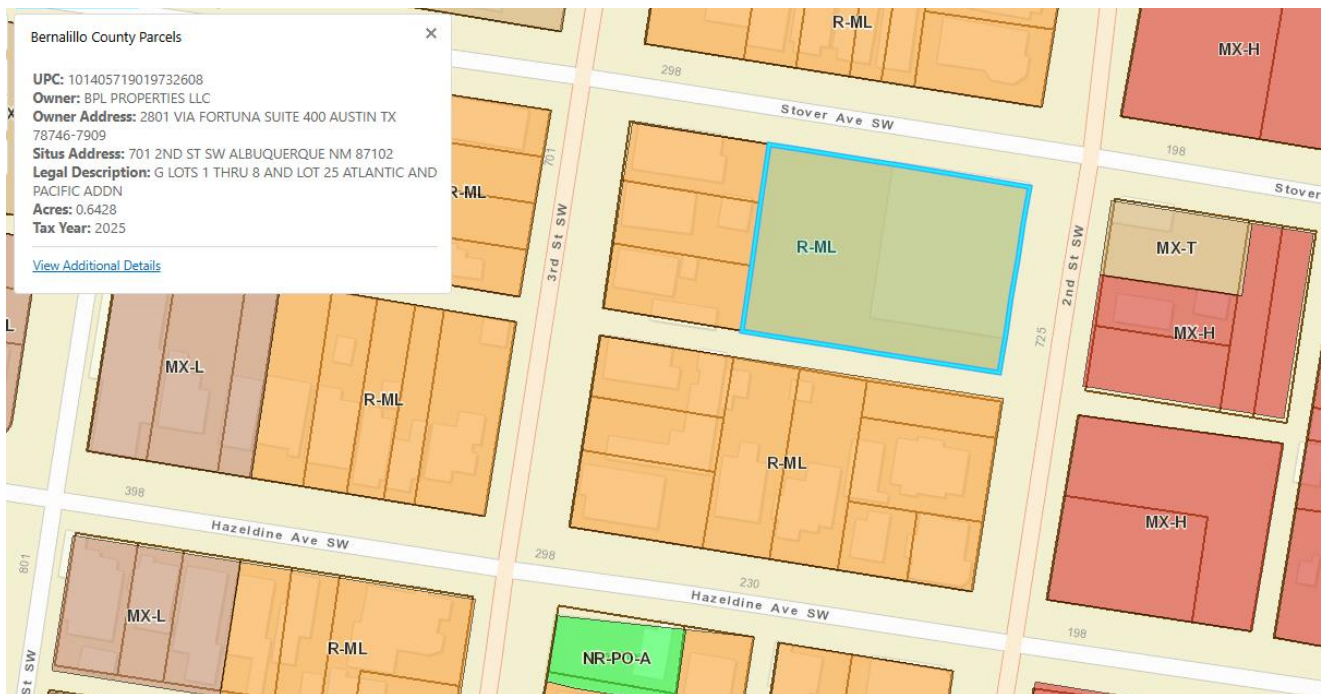 Bernalillo County Parcels
×
UPC: 101405719019732608
Owner: BPL PROPERTIES LLC
Owner Address: 2801 VIA FORTUNA SUITE 400 AUSTIN TX
78746-7909
Situs Address: 701 2ND ST SW ALBUQUERQUE NM 87102
Legal Description: G LOTS 1 THRU 8 AND LOT 25 ATLANTIC AND
PACIFIC ADDN
Acres: 0.6428
Tax Year: 2025
View Additional Details
R-ML
MX-H
298
Stover Ave SW
198
Stover
701
R-ML
3rd St SW
R-ML
2nd St SW
MX-T
725
MX-H
MX-L
R-ML
R-ML
MX-H
398
Hazeldine Ave SW
298
230
Hazeldine Ave SW
198
801
MX-L
R-ML
NR-PO-A
St SW